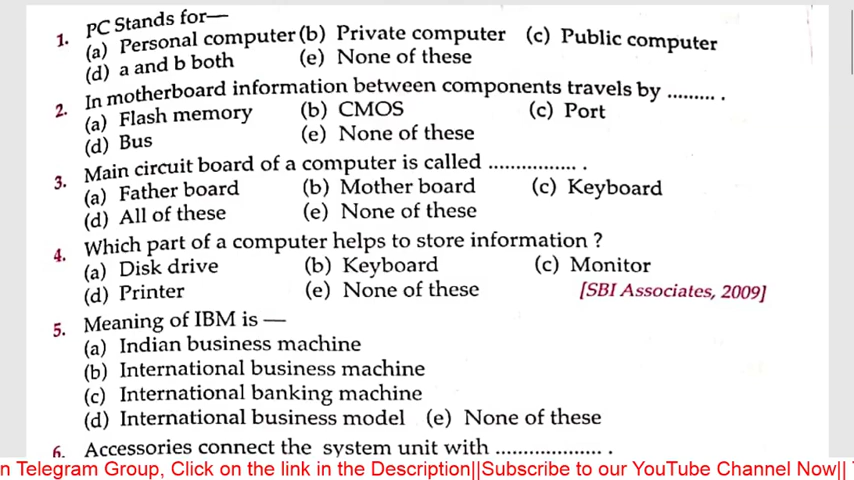 1. PC Stands for—
(a) Personal computer (b) Private computer (c) Public computer
(d) a and b both (e) None of these
2. In motherboard information between components travels by ......... .
(a) Flash memory (b) CMOS (c) Port
(d) Bus (e) None of these
3. Main circuit board of a computer is called ................ .
(a) Father board (b) Mother board (c) Keyboard
(d) All of these (e) None of these
4. Which part of a computer helps to store information ?
(a) Disk drive (b) Keyboard (c) Monitor
(d) Printer (e) None of these [SBI Associates, 2009]
5. Meaning of IBM is —
(a) Indian business machine
(b) International business machine
(c) International banking machine
(d) International business model (e) None of these
6. Accessories connect the system unit with ................... .
n Telegram Group, Click on the link in the Description||Subscribe to our YouTube Channel Now||